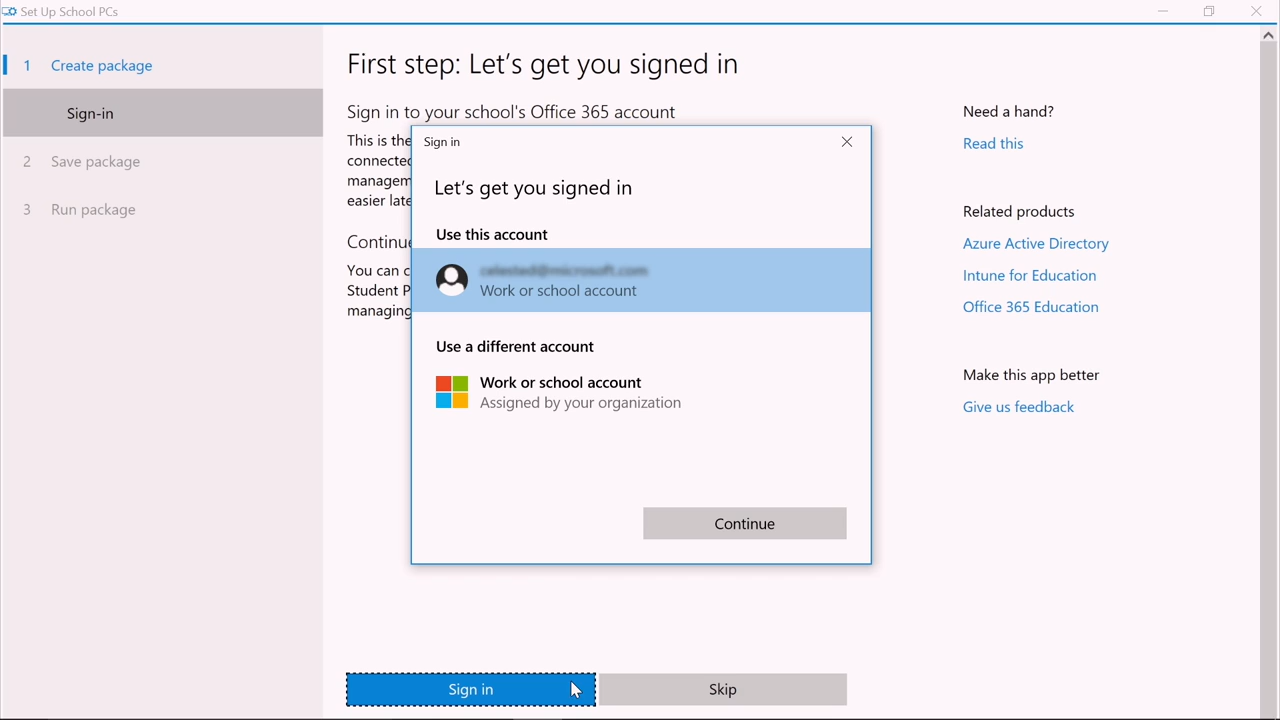 Set Up School PCs
1 Create package
Sign-in
2 Save package
3 Run package
First step: Let's get you signed in
Sign in to your school's Office 365 account
This is the
connected
managem
easier late
Continue
You can c
Student P
managing
Sign in
Let's get you signed in
Use this account
Work or school account
Use a different account
Work or school account
Assigned by your organization
Continue
Sign in
Skip
Need a hand?
Read this
Related products
Azure Active Directory
Intune for Education
Office 365 Education
Make this app better
Give us feedback